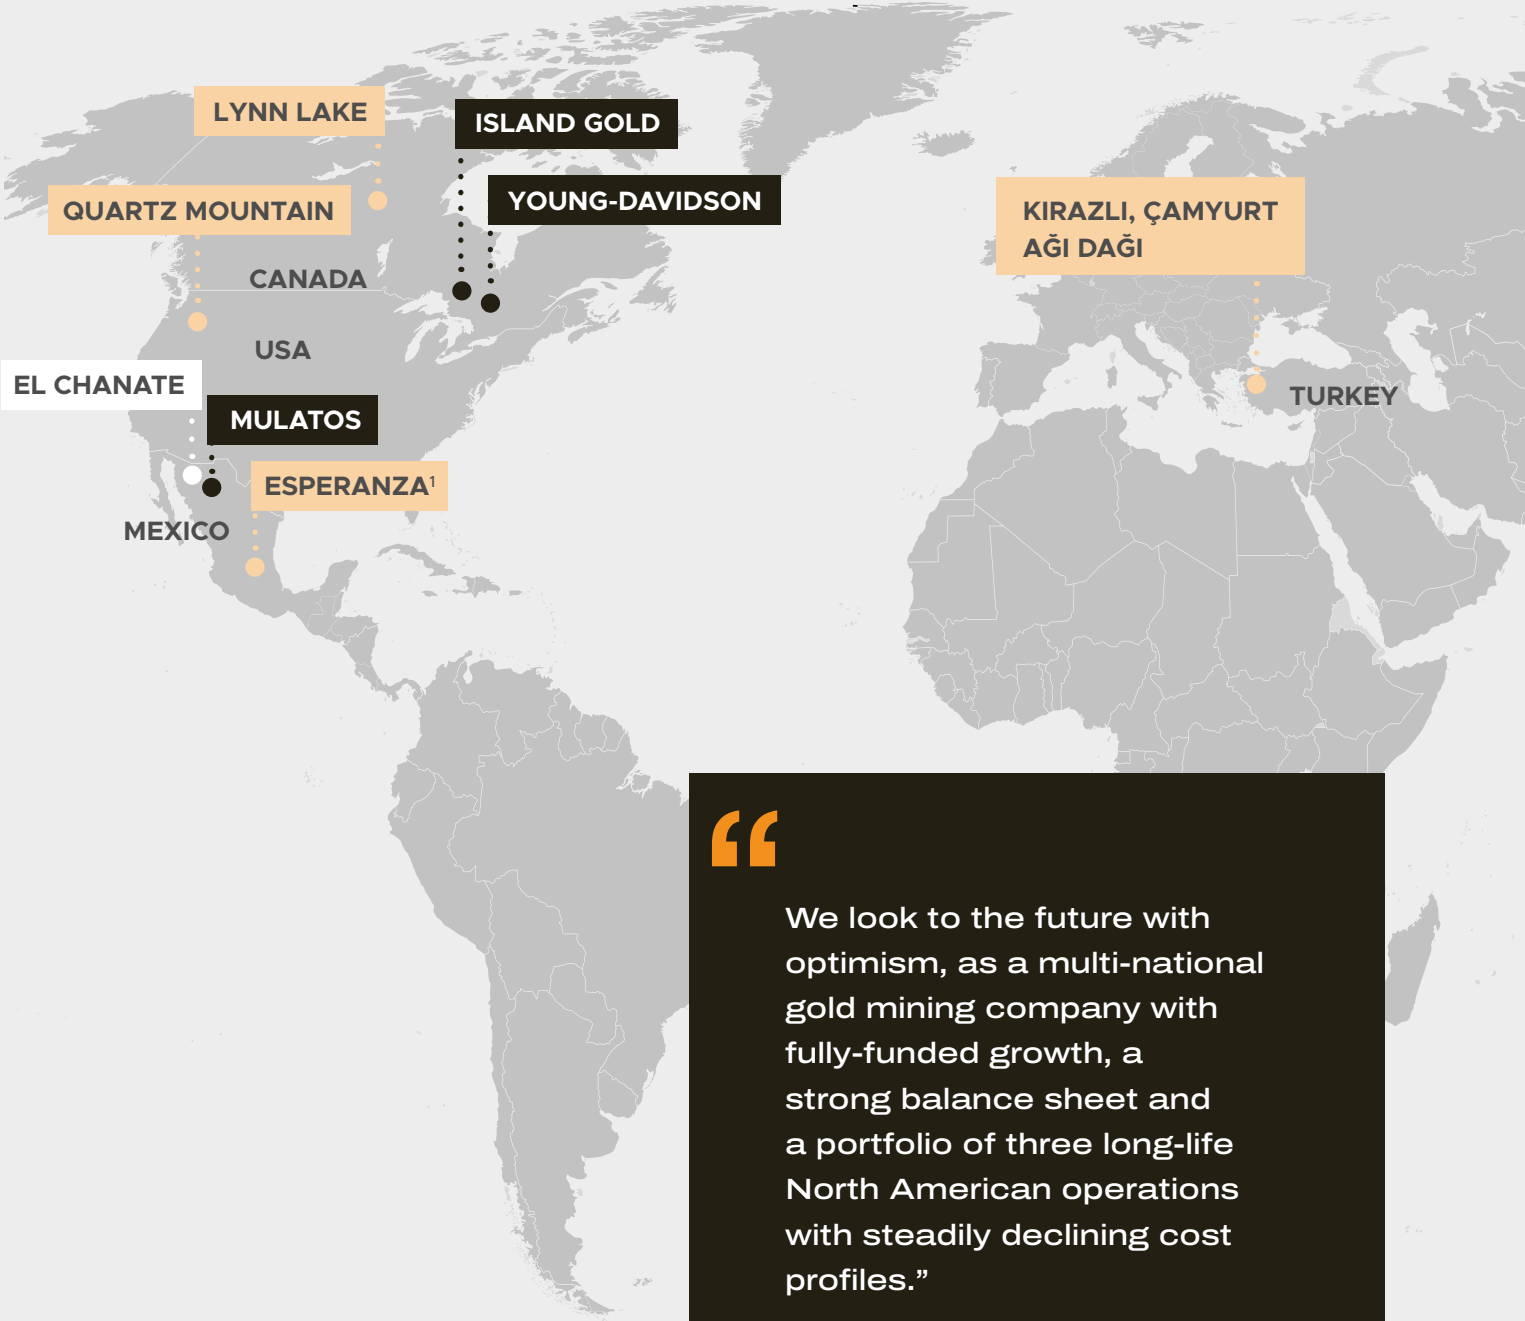 LYNN LAKE
ISLAND GOLD
QUARTZ MOUNTAIN
YOUNG-DAVIDSON
KIRAZLI, ÇAMYURT
AĞI DAĞI
CANADA
USA
EL CHANATE
TURKEY
MULATOS
ESPERANZA¹
MEXICO
“
We look to the future with
optimism, as a multi-national
gold mining company with
fully-funded growth, a
strong balance sheet and
a portfolio of three long-life
North American operations
with steadily declining cost
profiles.”